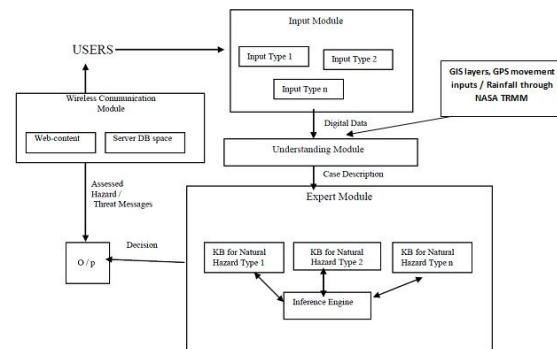 Input Module
USERS
Input Type 1
Input Type 2
Input Type n
GIS layers, GPS movement
inputs / Rainfall through
NASA TRMM
Wireless Communication
Module
Web-content
Server DB space
Digital Data
Understanding Module
Case Description
Assessed
Hazard /
Threat Messages
Expert Module
Decision
O / p
KB for Natural
Hazard Type 1
KB for Natural
Hazard Type 2
KB for Natural
Hazard Type n
Inference Engine